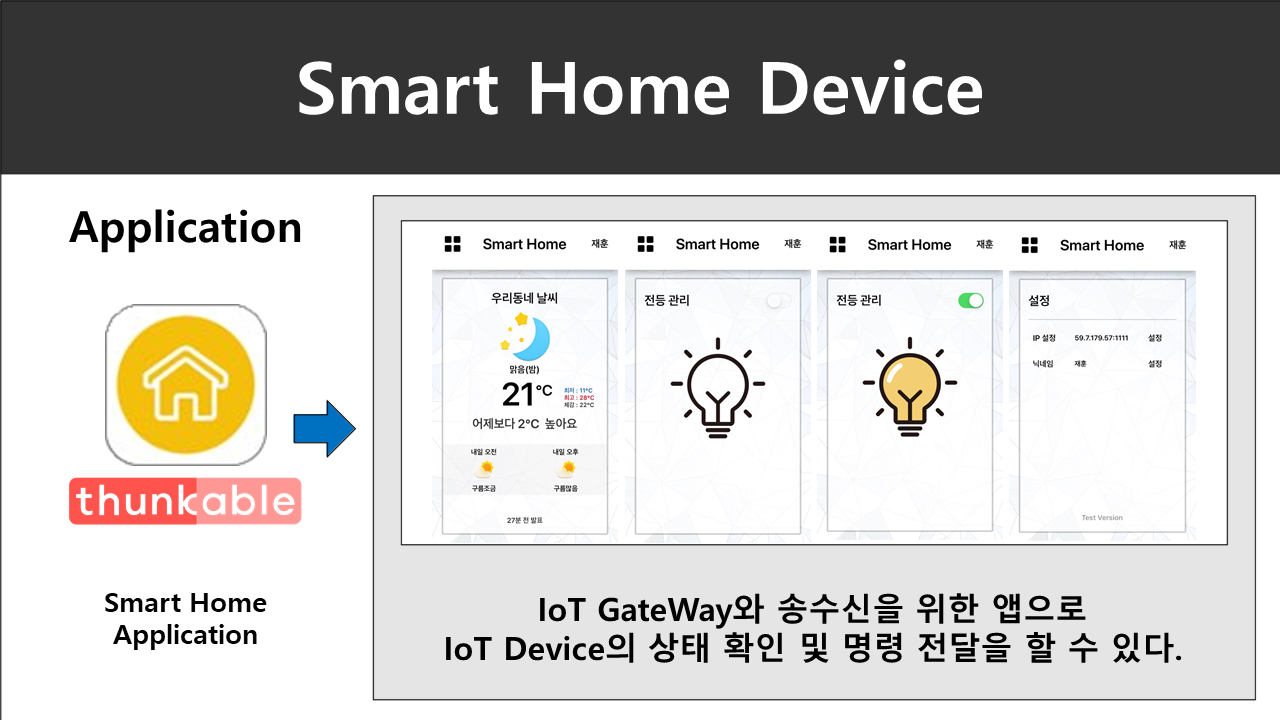 Smart Home Device
Application
thunkable
Smart Home
Application
Smart Home 재훈
우리동네 날씨
맑음(밤)
21°C
최저 : 11°C
최고 : 28°C
체감 : 22°C
어제보다 2°C 높아요
내일 오전 내일 오후
구름조금 구름많음
27분 전 발표
Smart Home 재훈
전등 관리
Smart Home 재훈
전등 관리
Smart Home 재훈
설정
IP 설정 59.7.179.57:1111 설정
닉네임 재훈 설정
Test Version
IoT GateWay와 송수신을 위한 앱으로
IoT Device의 상태 확인 및 명령 전달을 할 수 있다.